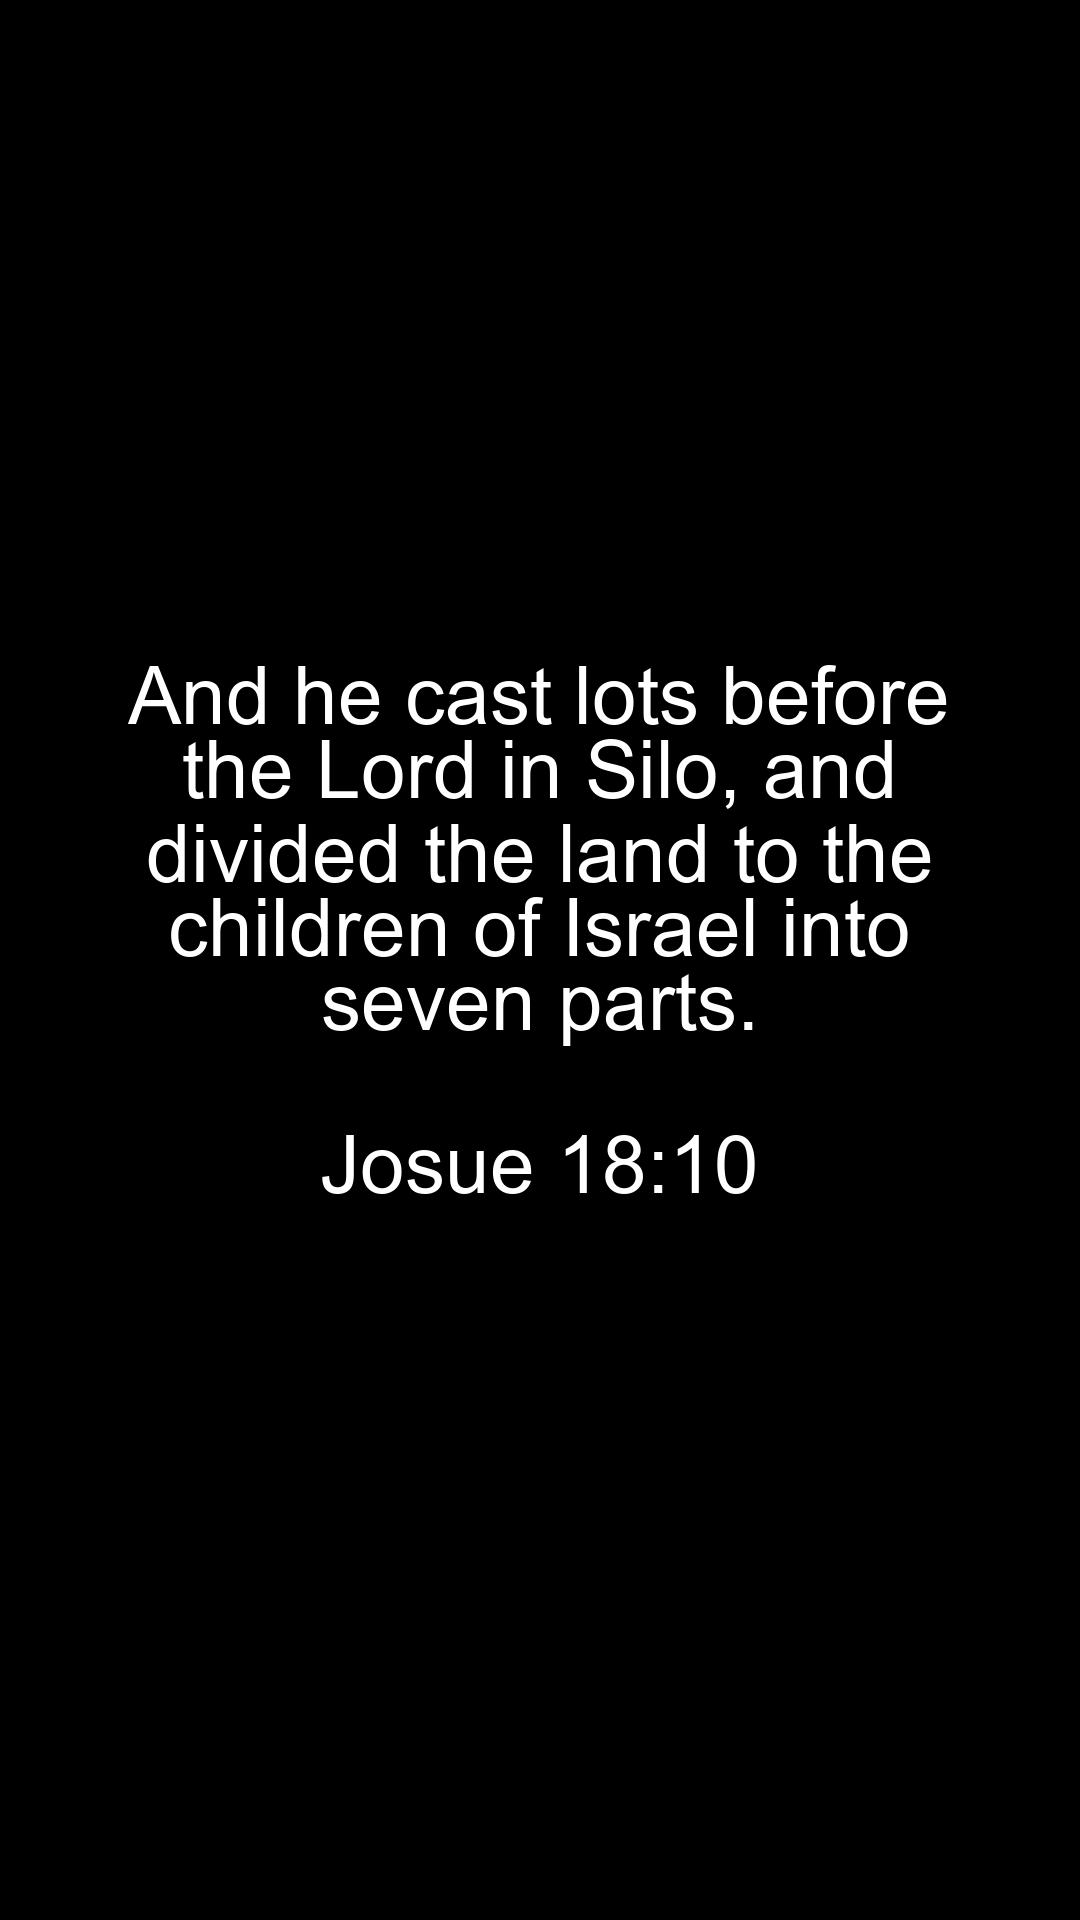 And he cast lots before
the Lord in Silo, and
divided the land to the
children of Israel into
seven parts.
Josue 18:10